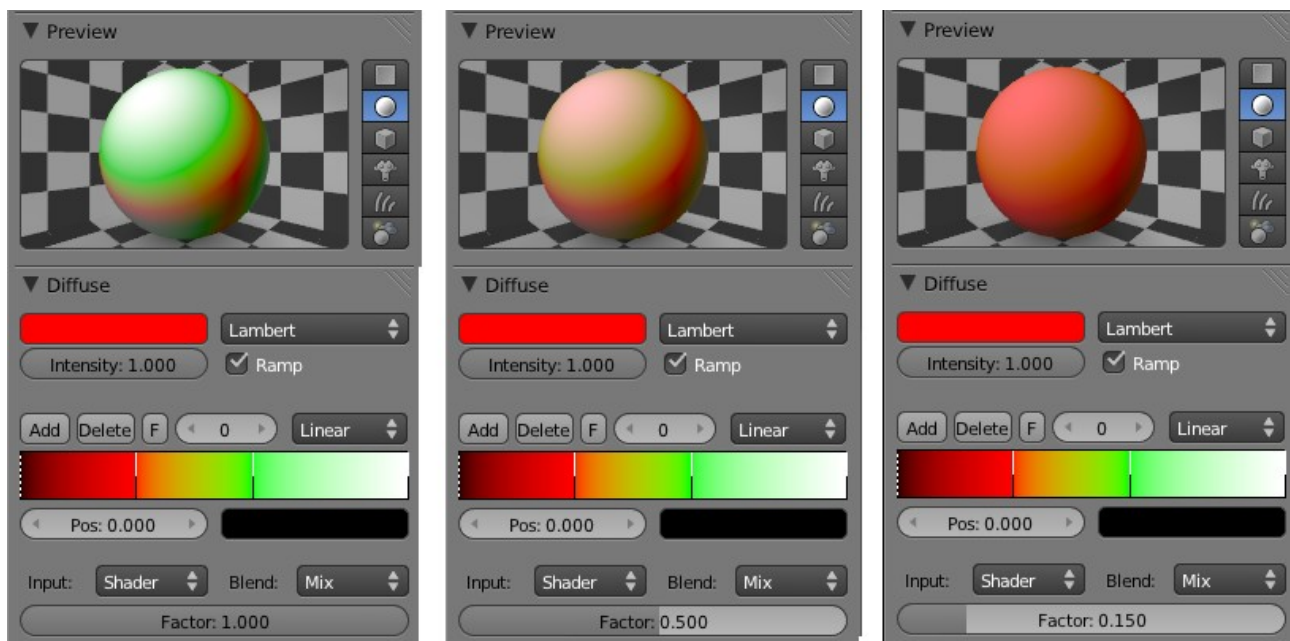 Preview
Diffuse
Lambert
Intensity: 1.000
Ramp
Add
Delete
F
0
Linear
Pos: 0.000
Input:
Shader
Blend:
Mix
Factor: 1.000
Preview
Diffuse
Lambert
Intensity: 1.000
Ramp
Add
Delete
F
0
Linear
Pos: 0.000
Input:
Shader
Blend:
Mix
Factor: 0.500
Preview
Diffuse
Lambert
Intensity: 1.000
Ramp
Add
Delete
F
0
Linear
Pos: 0.000
Input:
Shader
Blend:
Mix
Factor: 0.150